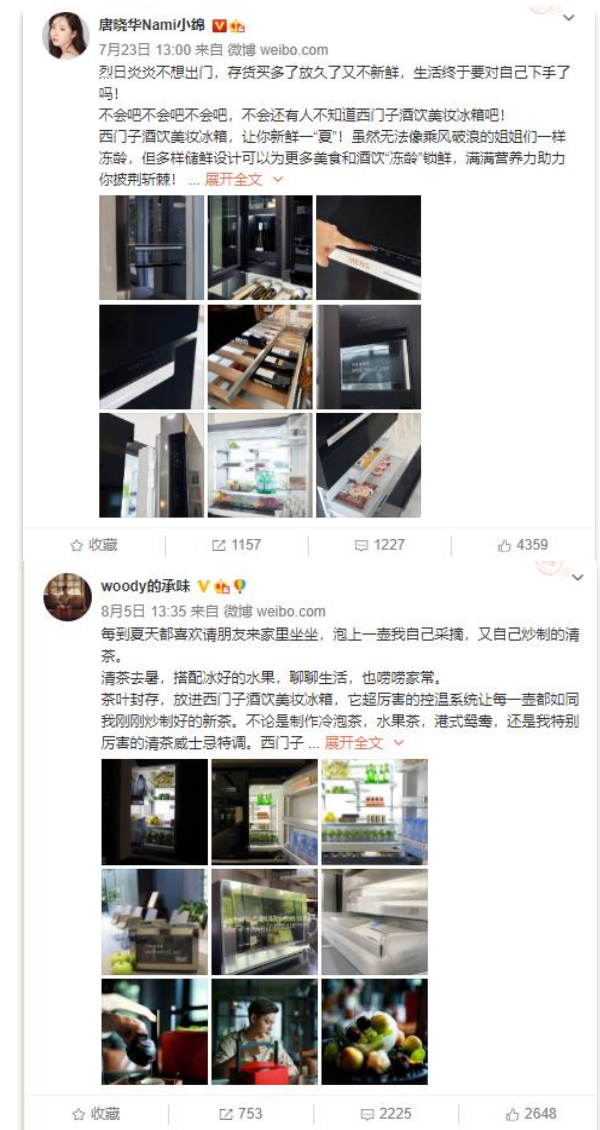 唐晓华Nami小绵
7月23日 13:00 来自 微博 weibo.com
烈日炎炎不想出门，存货买多了放久了又不新鲜，生活终于要对自己下手了
吗！
不会吧不会吧不会吧，不会还有人不知道西门子酒饮美妆冰箱吧！
西门子酒饮美妆冰箱，让你新鲜一“夏”！虽然无法像乘风破浪的姐姐们一样
冻龄，但多样储鲜设计可以为更多美食和酒饮“冻龄”锁鲜，满满营养力助力
你披荆斩棘！ ... 展开全文
收藏 1157 1227 4359
woody的承味
8月5日 13:35 来自 微博 weibo.com
每到夏天都喜欢请朋友来家里坐坐，泡上一壶我自己采摘，又自己炒制的清
茶。
清茶去暑，搭配冰好的水果，聊聊生活，也唠唠家常。
茶叶封存，放进西门子酒饮美妆冰箱，它超厉害的控温系统让每一壶都如同
我刚刚炒制好的新茶。不论是制作冷泡茶，水果茶，港式鸳鸯，还是我特别
厉害的清茶威士忌特调。西门子 ... 展开全文
收藏 753 2225 2648